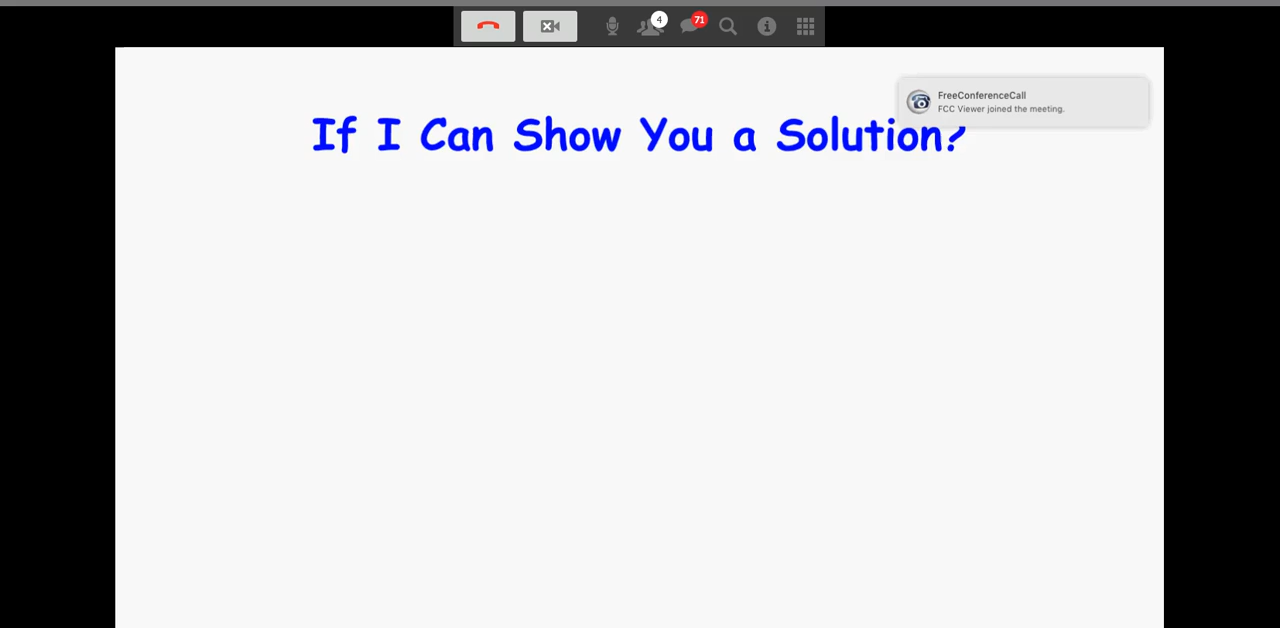 4
71
FreeConferenceCall
FCC Viewer joined the meeting.
If I Can Show You a Solution?